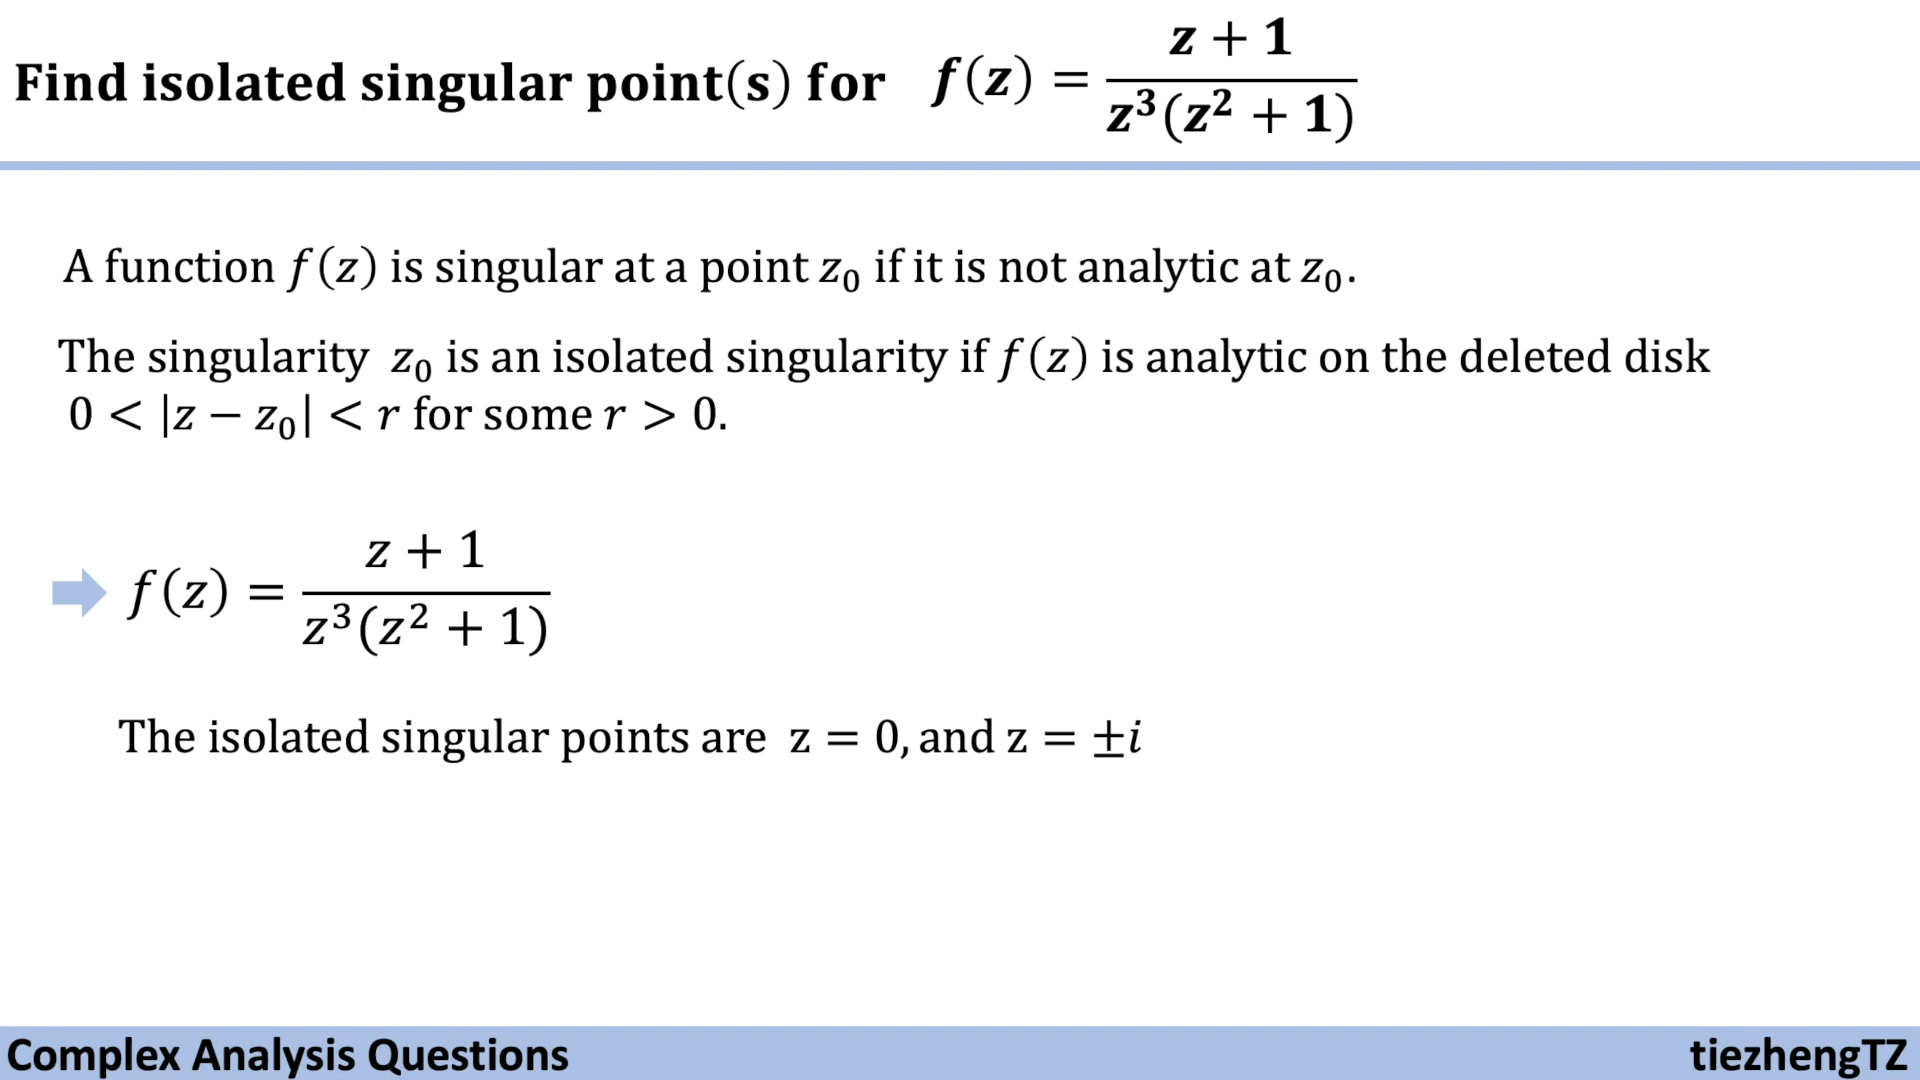 Find isolated singular point(s) for f(z) = (z + 1) / (z³(z² + 1))
A function f(z) is singular at a point z₀ if it is not analytic at z₀.
The singularity z₀ is an isolated singularity if f(z) is analytic on the deleted disk
0 < |z − z₀| < r for some r > 0.
f(z) = (z + 1) / (z³(z² + 1))
The isolated singular points are z = 0, and z = ±i
Complex Analysis Questions
tiezhengTZ